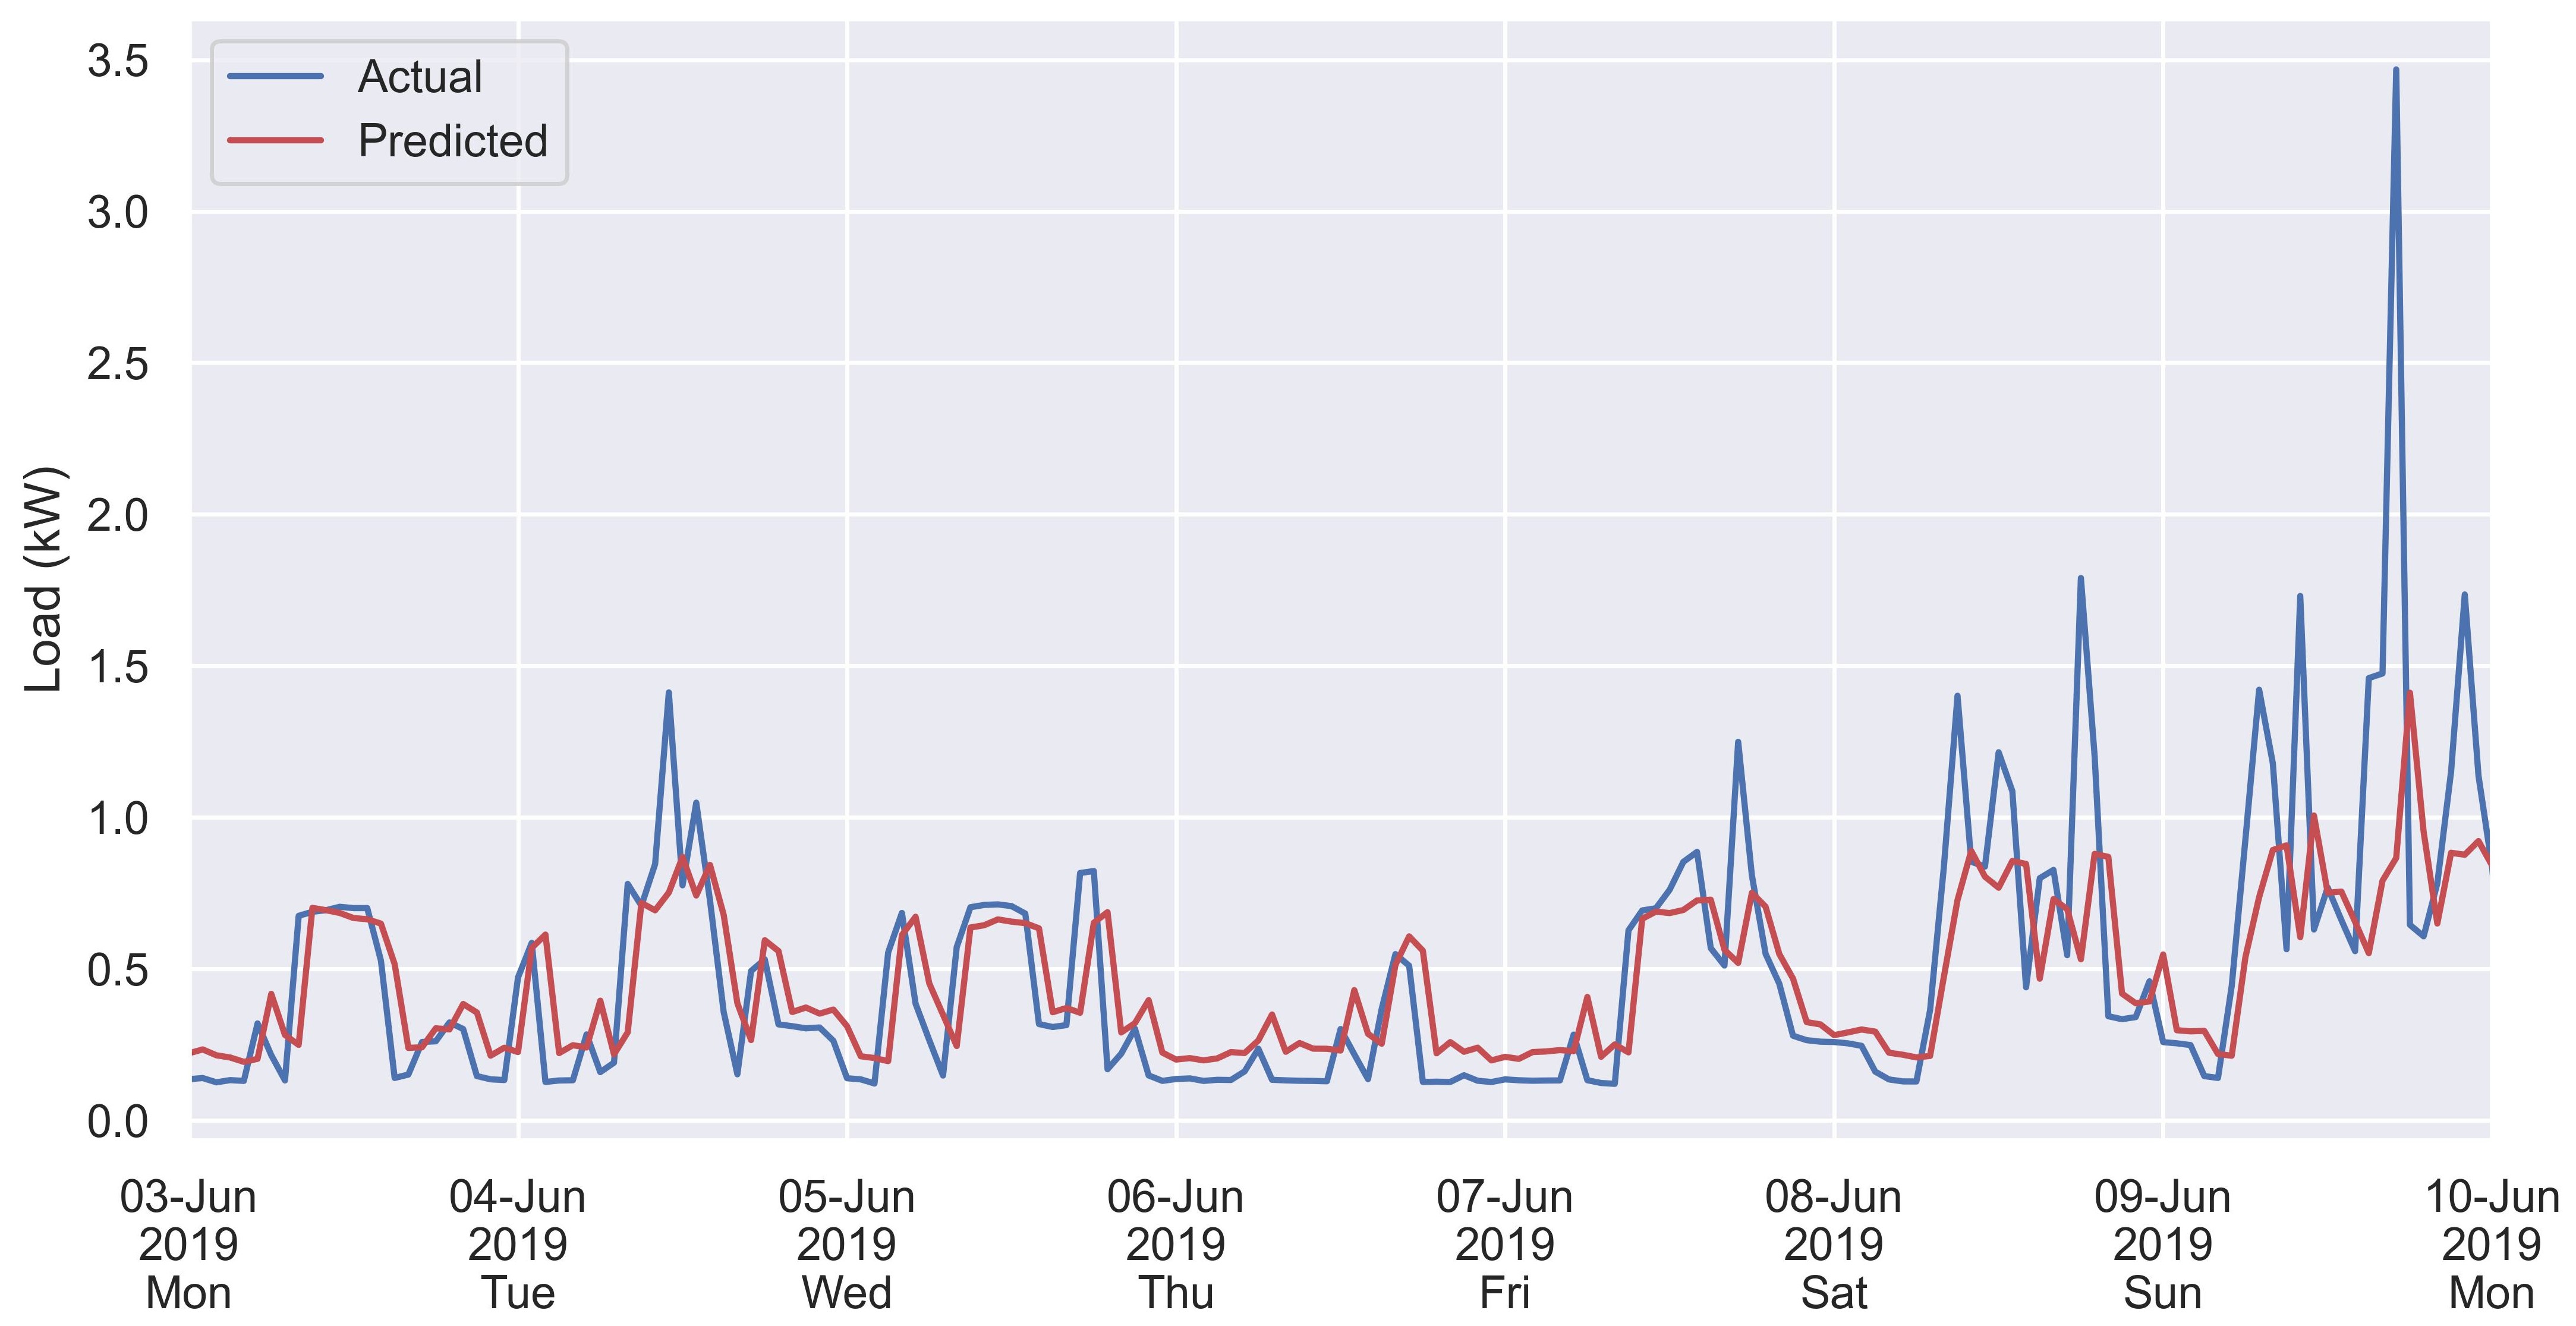 3.5
3.0
2.5
2.0
1.5
1.0
0.5
0.0
Load (kW)
Actual
Predicted
03-Jun 04-Jun 05-Jun 06-Jun 07-Jun 08-Jun 09-Jun 10-Jun
2019 2019 2019 2019 2019 2019 2019 2019
Mon Tue Wed Thu Fri Sat Sun Mon